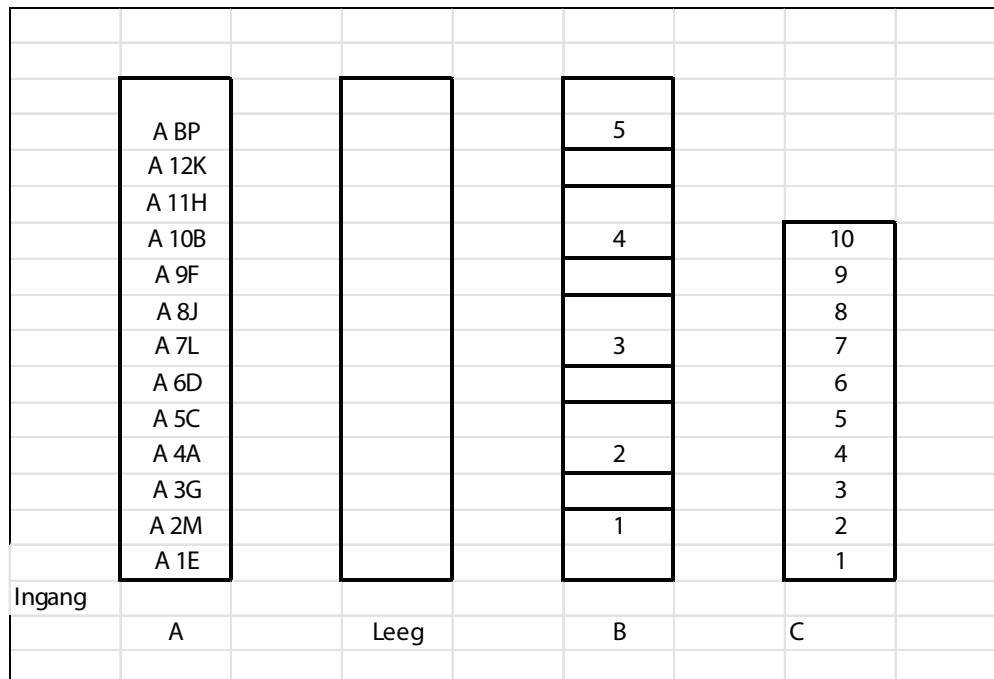 A BP 5
A 12K
A 11H
A 10B 4 10
A 9F 9
A 8J 8
A 7L 3 7
A 6D 6
A 5C 5
A 4A 2 4
A 3G 3
A 2M 1 2
A 1E 1
Ingang
A Leeg B C